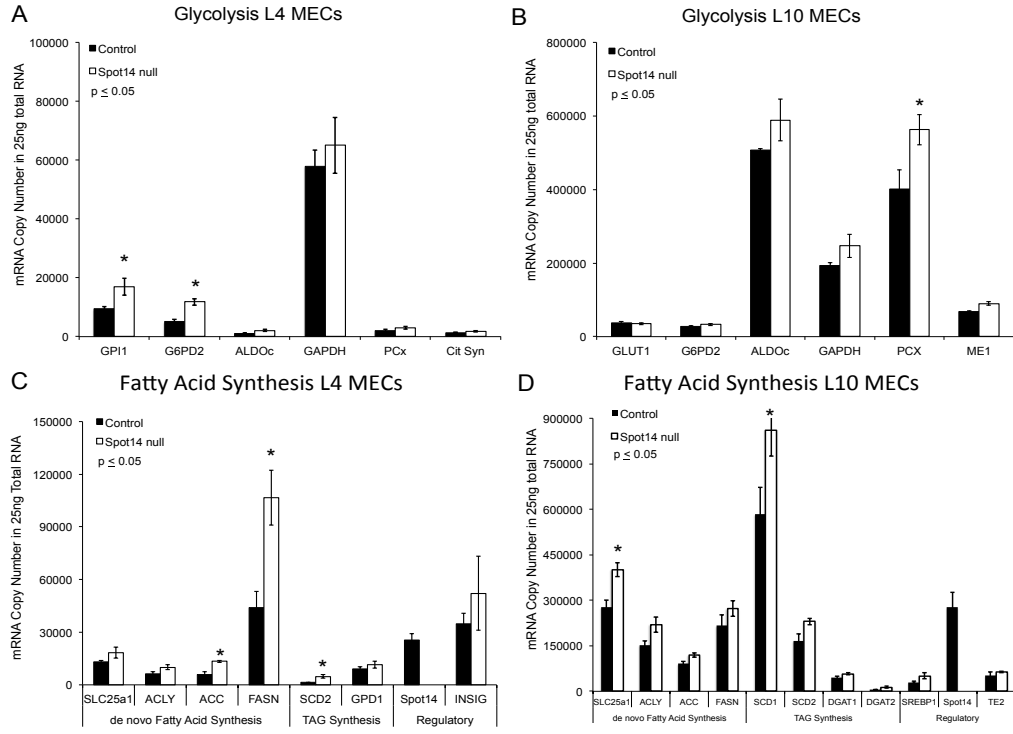 A
Glycolysis L4 MECs
mRNA Copy Number in 25ng total RNA
100000
80000
60000
40000
20000
0
Control
Spot14 null
p ≤ 0.05
*
*
GPI1 G6PD2 ALDOc GAPDH PCx Cit Syn
B
Glycolysis L10 MECs
mRNA Copy Number in 25ng total RNA
800000
600000
400000
200000
0
Control
Spot14 null
p ≤ 0.05
*
GLUT1 G6PD2 ALDOc GAPDH PCX ME1
C
Fatty Acid Synthesis L4 MECs
mRNA Copy Number in 25ng Total RNA
150000
120000
90000
60000
30000
0
Control
Spot14 null
p ≤ 0.05
*
*
*
SLC25a1 ACLY ACC FASN SCD2 GPD1 Spot14 INSIG
de novo Fatty Acid Synthesis TAG Synthesis Regulatory
D
Fatty Acid Synthesis L10 MECs
mRNA Copy Number in 25ng total RNA
900000
750000
600000
450000
300000
150000
0
Control
Spot14 null
p ≤ 0.05
*
*
SLC25a1 ACLY ACC FASN SCD1 SCD2 DGAT1 DGAT2 SREBP1 Spot14 TE2
de novo Fatty Acid Synthesis TAG Synthesis Regulatory